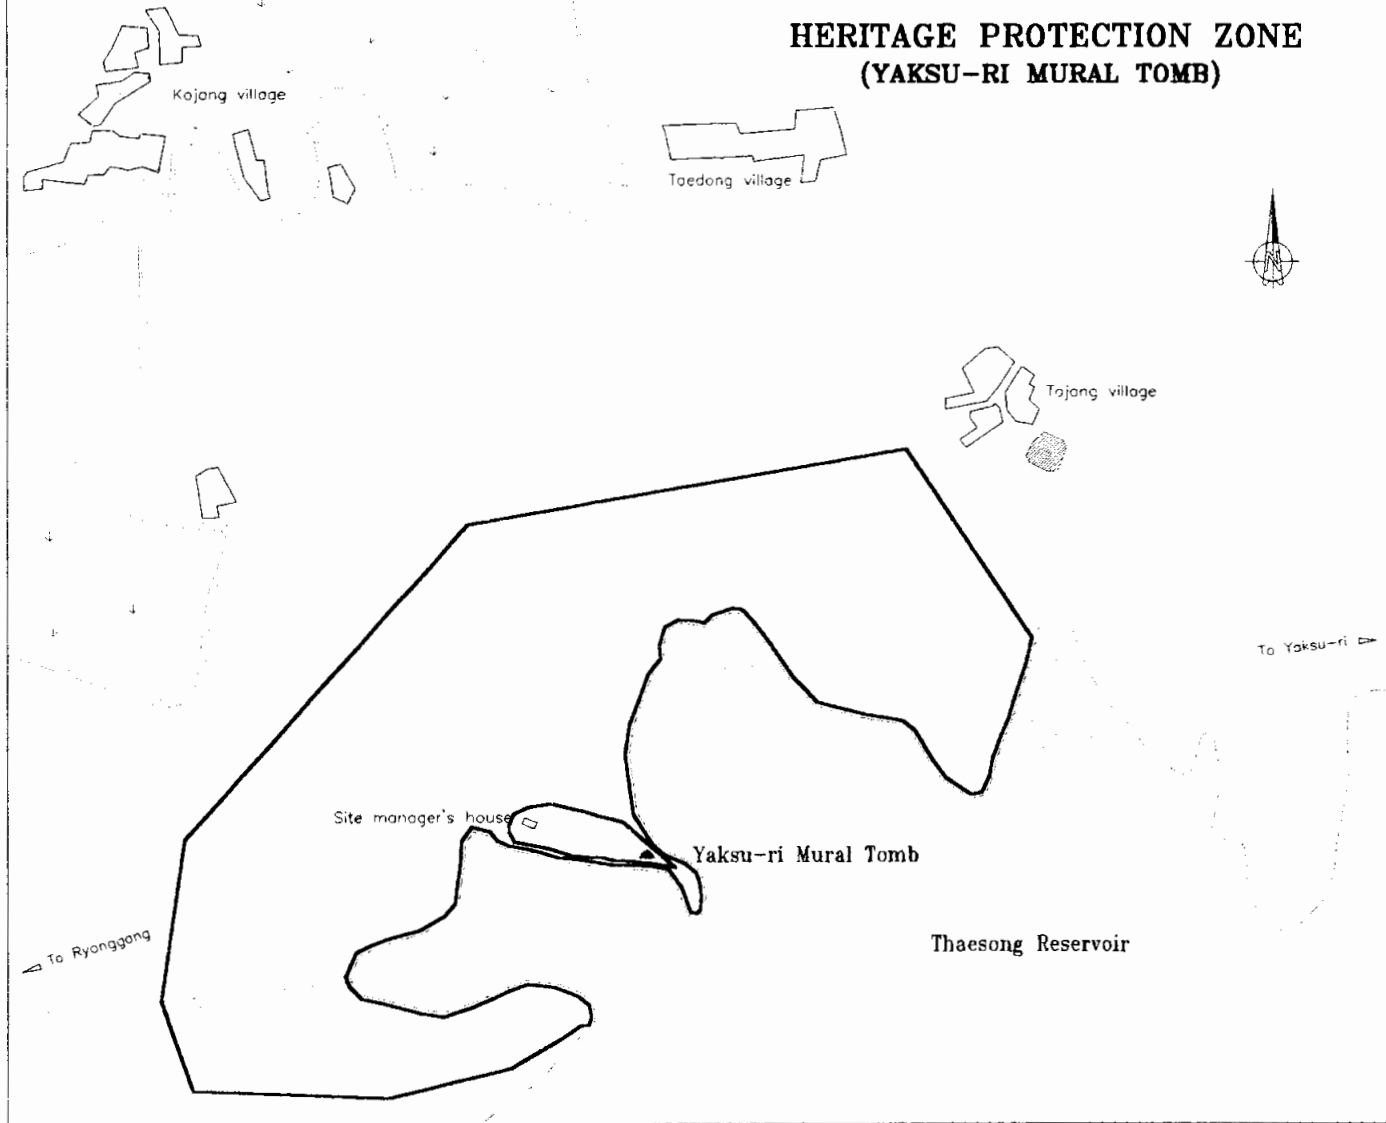 HERITAGE PROTECTION ZONE
(YAKSU-RI MURAL TOMB)
Kojang village
Taedong village
N
Tajang village
To Yaksu-ri
Site manager's house
Yaksu-ri Mural Tomb
To Ryonggang
Thaesong Reservoir